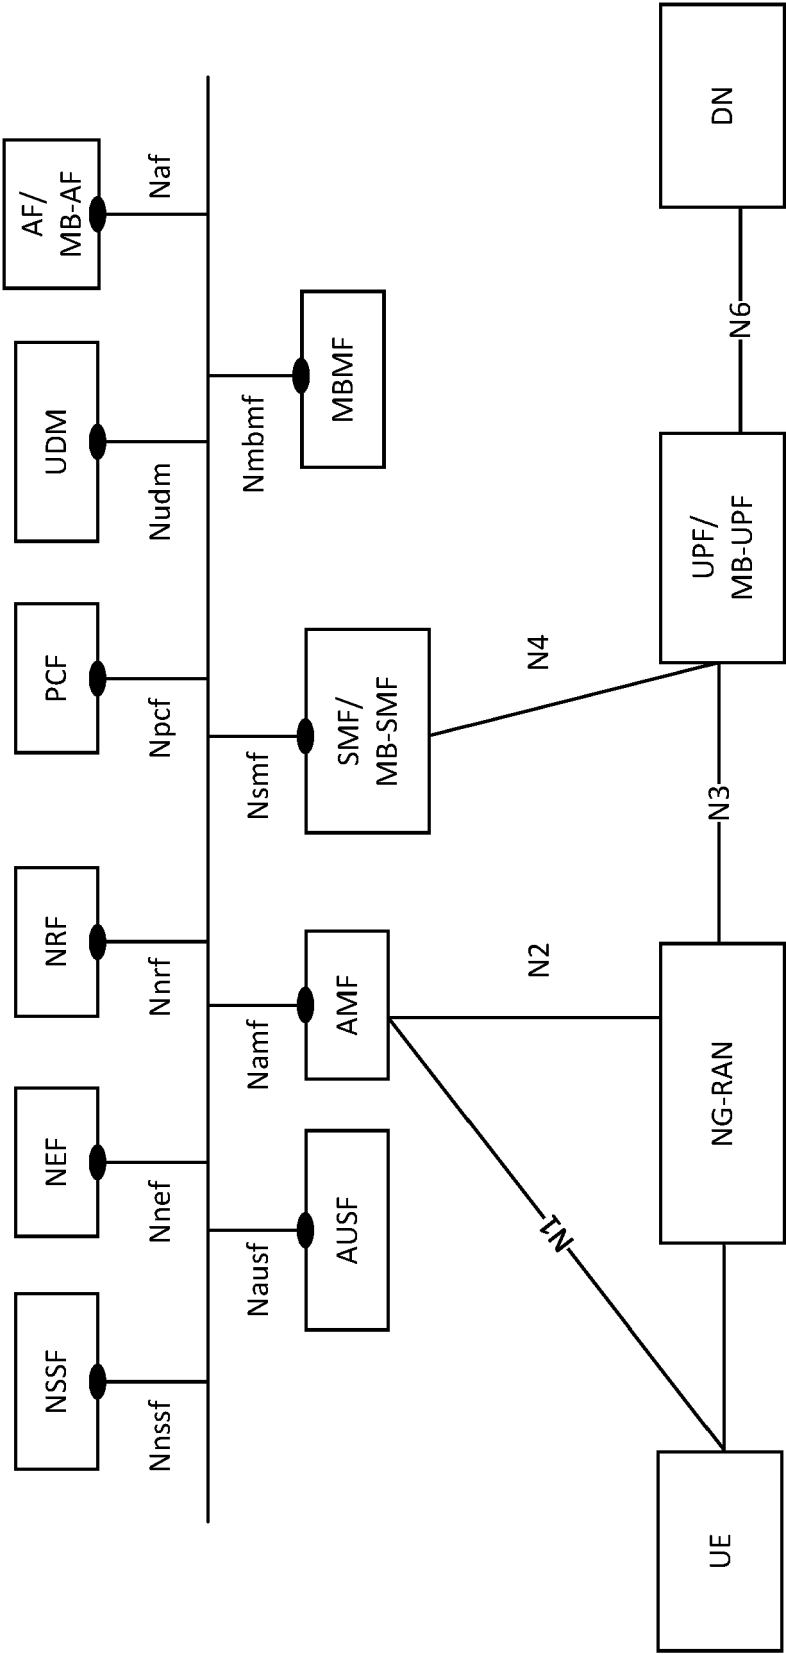 NSSF
NEF
NRF
PCF
UDM
AF/
MB-AF
Nnssf
Nnef
Nnrf
Npcf
Nudm
Naf
Nausf
Namf
Nsmf
Nmbmf
AUSF
AMF
SMF/
MB-SMF
MBMF
N1
N2
N4
UE
NG-RAN
N3
UPF/
MB-UPF
N6
DN